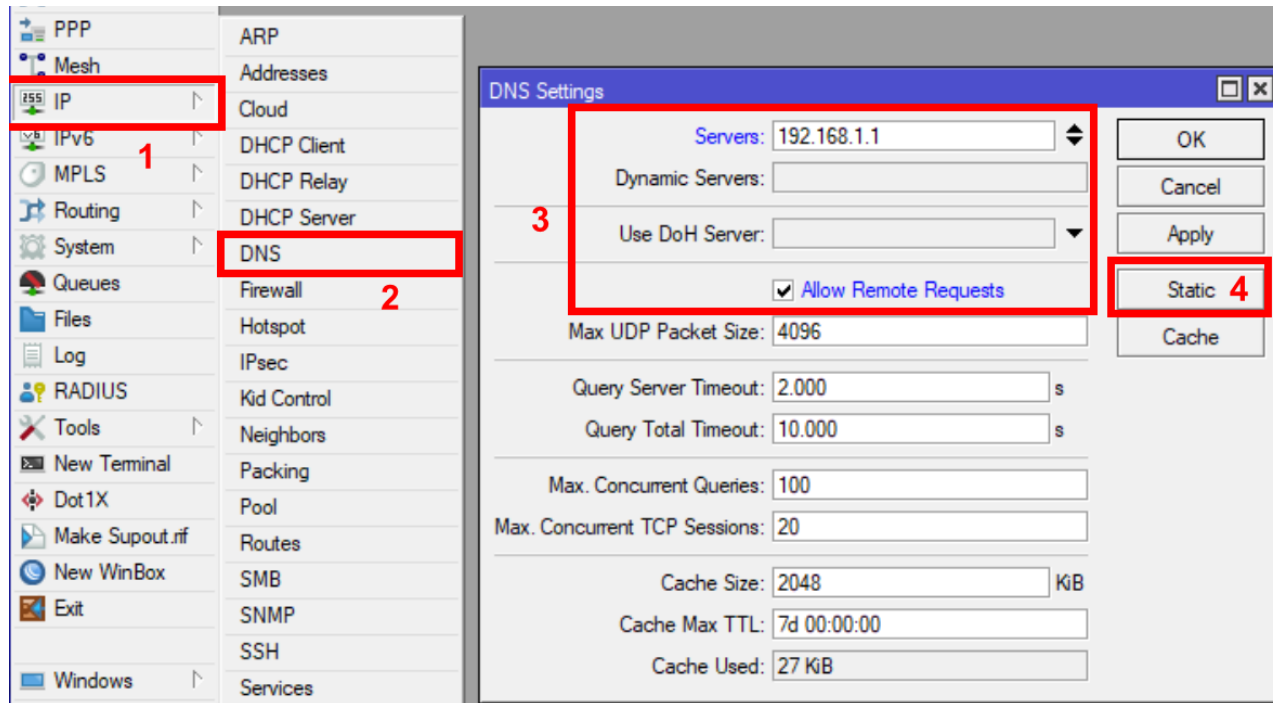 PPP
Mesh
255 IP
IPv6
1
MPLS
Routing
System
Queues
Files
Log
RADIUS
Tools
New Terminal
Dot1X
Make Supout.rif
New WinBox
Exit
Windows
ARP
Addresses
Cloud
DHCP Client
DHCP Relay
DHCP Server
DNS
Firewall
2
Hotspot
IPsec
Kid Control
Neighbors
Packing
Pool
Routes
SMB
SNMP
SSH
Services
DNS Settings
Servers: 192.168.1.1
Dynamic Servers:
3
Use DoH Server:
Allow Remote Requests
Max UDP Packet Size: 4096
Query Server Timeout: 2.000 s
Query Total Timeout: 10.000 s
Max. Concurrent Queries: 100
Max. Concurrent TCP Sessions: 20
Cache Size: 2048 KiB
Cache Max TTL: 7d 00:00:00
Cache Used: 27 KiB
OK
Cancel
Apply
Static 4
Cache